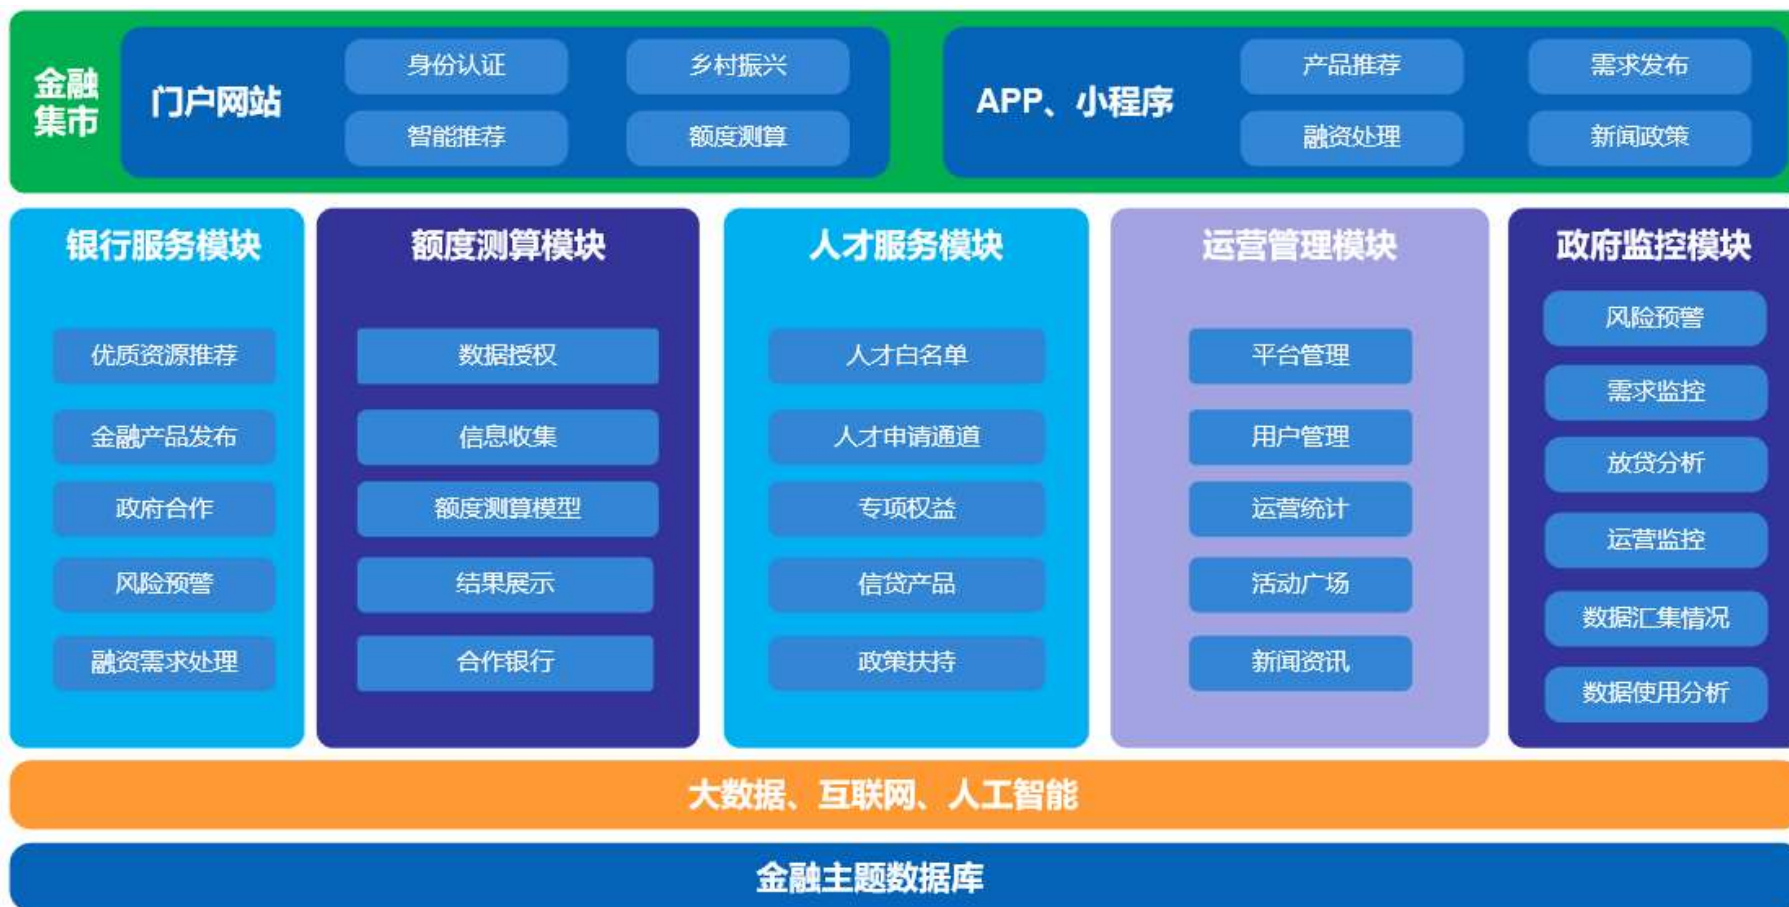 金融
集市
门户网站
身份认证
乡村振兴
智能推荐
额度测算
APP、小程序
产品推荐
需求发布
融资处理
新闻政策
银行服务模块
优质资源推荐
金融产品发布
政府合作
风险预警
融资需求处理
额度测算模块
数据授权
信息收集
额度测算模型
结果展示
合作银行
人才服务模块
人才白名单
人才申请通道
专项权益
信贷产品
政策扶持
运营管理模块
平台管理
用户管理
运营统计
活动广场
新闻资讯
政府监控模块
风险预警
需求监控
放贷分析
运营监控
数据汇集情况
数据使用分析
大数据、互联网、人工智能
金融主题数据库